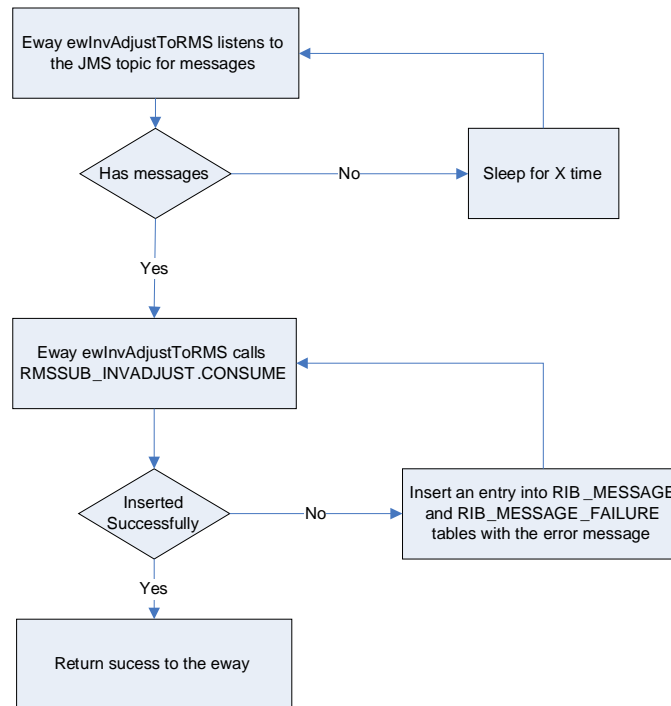 Eway ewInvAdjustToRMS listens to
the JMS topic for messages
Has messages
No
Sleep for X time
Yes
Eway ewInvAdjustToRMS calls
RMSSUB_INVADJUST.CONSUME
Inserted
Successfully
No
Insert an entry into RIB_MESSAGE
and RIB_MESSAGE_FAILURE
tables with the error message
Yes
Return sucess to the eway